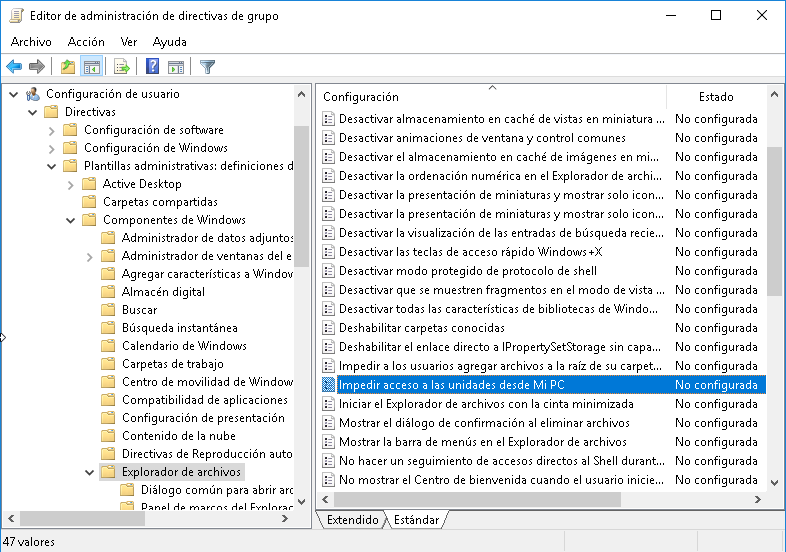 Editor de administración de directivas de grupo
Archivo Acción Ver Ayuda
Configuración de usuario
Directivas
Configuración de software
Configuración de Windows
Plantillas administrativas: definiciones d
Active Desktop
Carpetas compartidas
Componentes de Windows
Administrador de datos adjuntos
Administrador de ventanas del e
Agregar características a Window
Almacén digital
Buscar
Búsqueda instantánea
Calendario de Windows
Carpetas de trabajo
Centro de movilidad de Window
Compatibilidad de aplicaciones
Configuración de presentación
Contenido de la nube
Directivas de Reproducción auto
Explorador de archivos
Diálogo común para abrir arc
Panel de marcos del Explorac
Configuración Estado
Desactivar almacenamiento en caché de vistas en miniatura ... No configurada
Desactivar animaciones de ventana y control comunes No configurada
Desactivar el almacenamiento en caché de imágenes en mi... No configurada
Desactivar la ordenación numérica en el Explorador de archi... No configurada
Desactivar la presentación de miniaturas y mostrar solo icon... No configurada
Desactivar la presentación de miniaturas y mostrar solo icon... No configurada
Desactivar la visualización de las entradas de búsqueda recie... No configurada
Desactivar las teclas de acceso rápido Windows+X No configurada
Desactivar modo protegido de protocolo de shell No configurada
Desactivar que se muestren fragmentos en el modo de vista ... No configurada
Desactivar todas las características de bibliotecas de Windo... No configurada
Deshabilitar carpetas conocidas No configurada
Deshabilitar el enlace directo a IPropertySetStorage sin capa... No configurada
Impedir a los usuarios agregar archivos a la raíz de su carpet... No configurada
Impedir acceso a las unidades desde Mi PC No configurada
Iniciar el Explorador de archivos con la cinta minimizada No configurada
Mostrar el diálogo de confirmación al eliminar archivos No configurada
Mostrar la barra de menús en el Explorador de archivos No configurada
No hacer un seguimiento de accesos directos al Shell durant... No configurada
No mostrar el Centro de bienvenida cuando el usuario inicie... No configurada
Extendido Estándar
47 valores